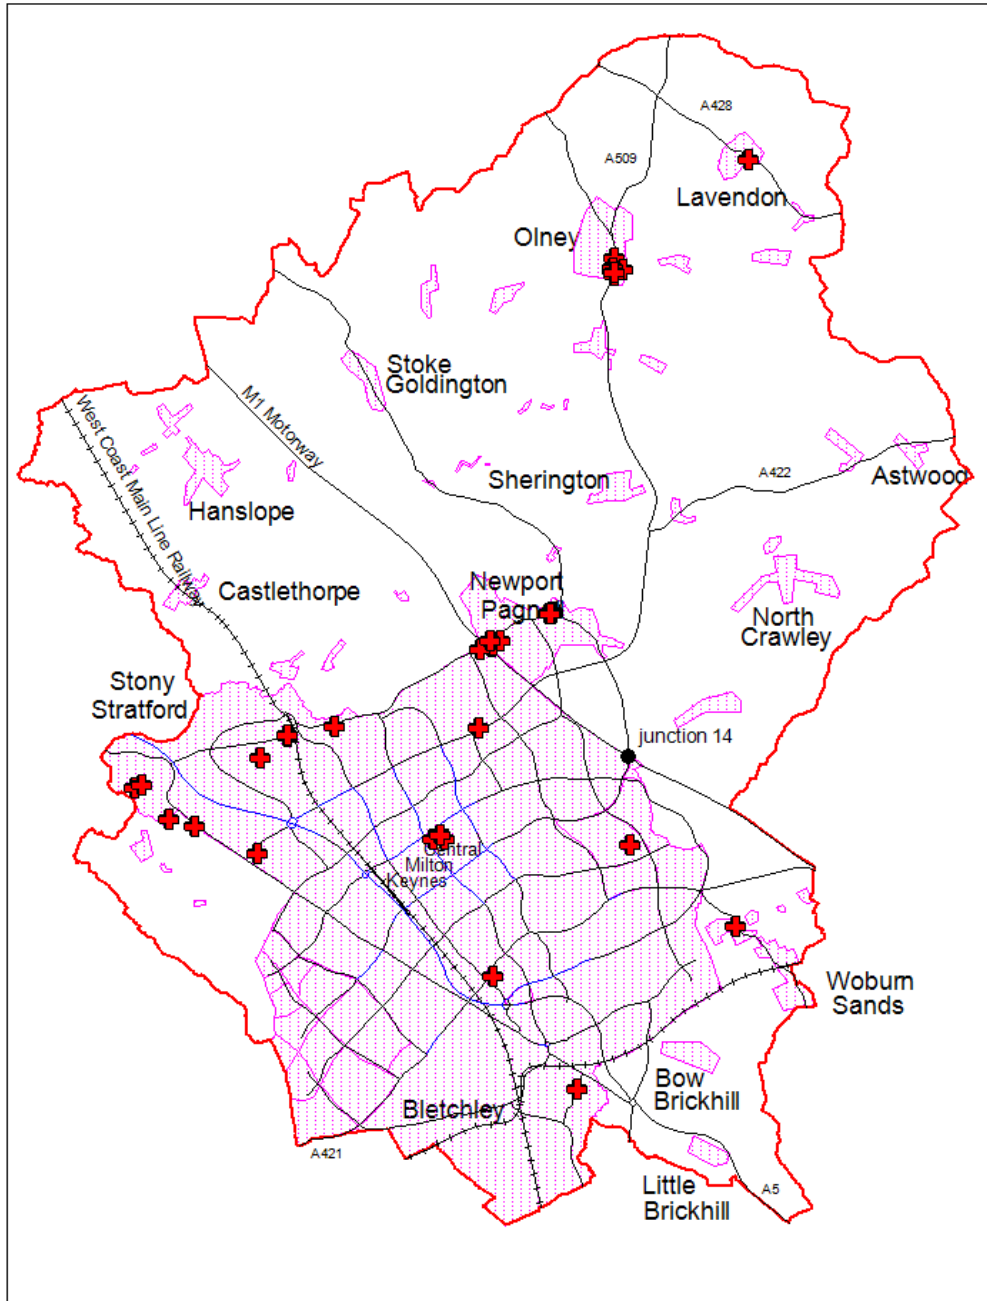 A428
A509
Lavendon
Olney
Stoke
Goldington
M1 Motorway
West Coast Main Line Railway
A422
Astwood
Sherington
Hanslope
Castlethorpe
Newport
Pagnell
North
Crawley
Stony
Stratford
junction 14
Central
Milton
Keynes
Woburn
Sands
Bow
Brickhill
Bletchley
A421
Little
Brickhill
A5